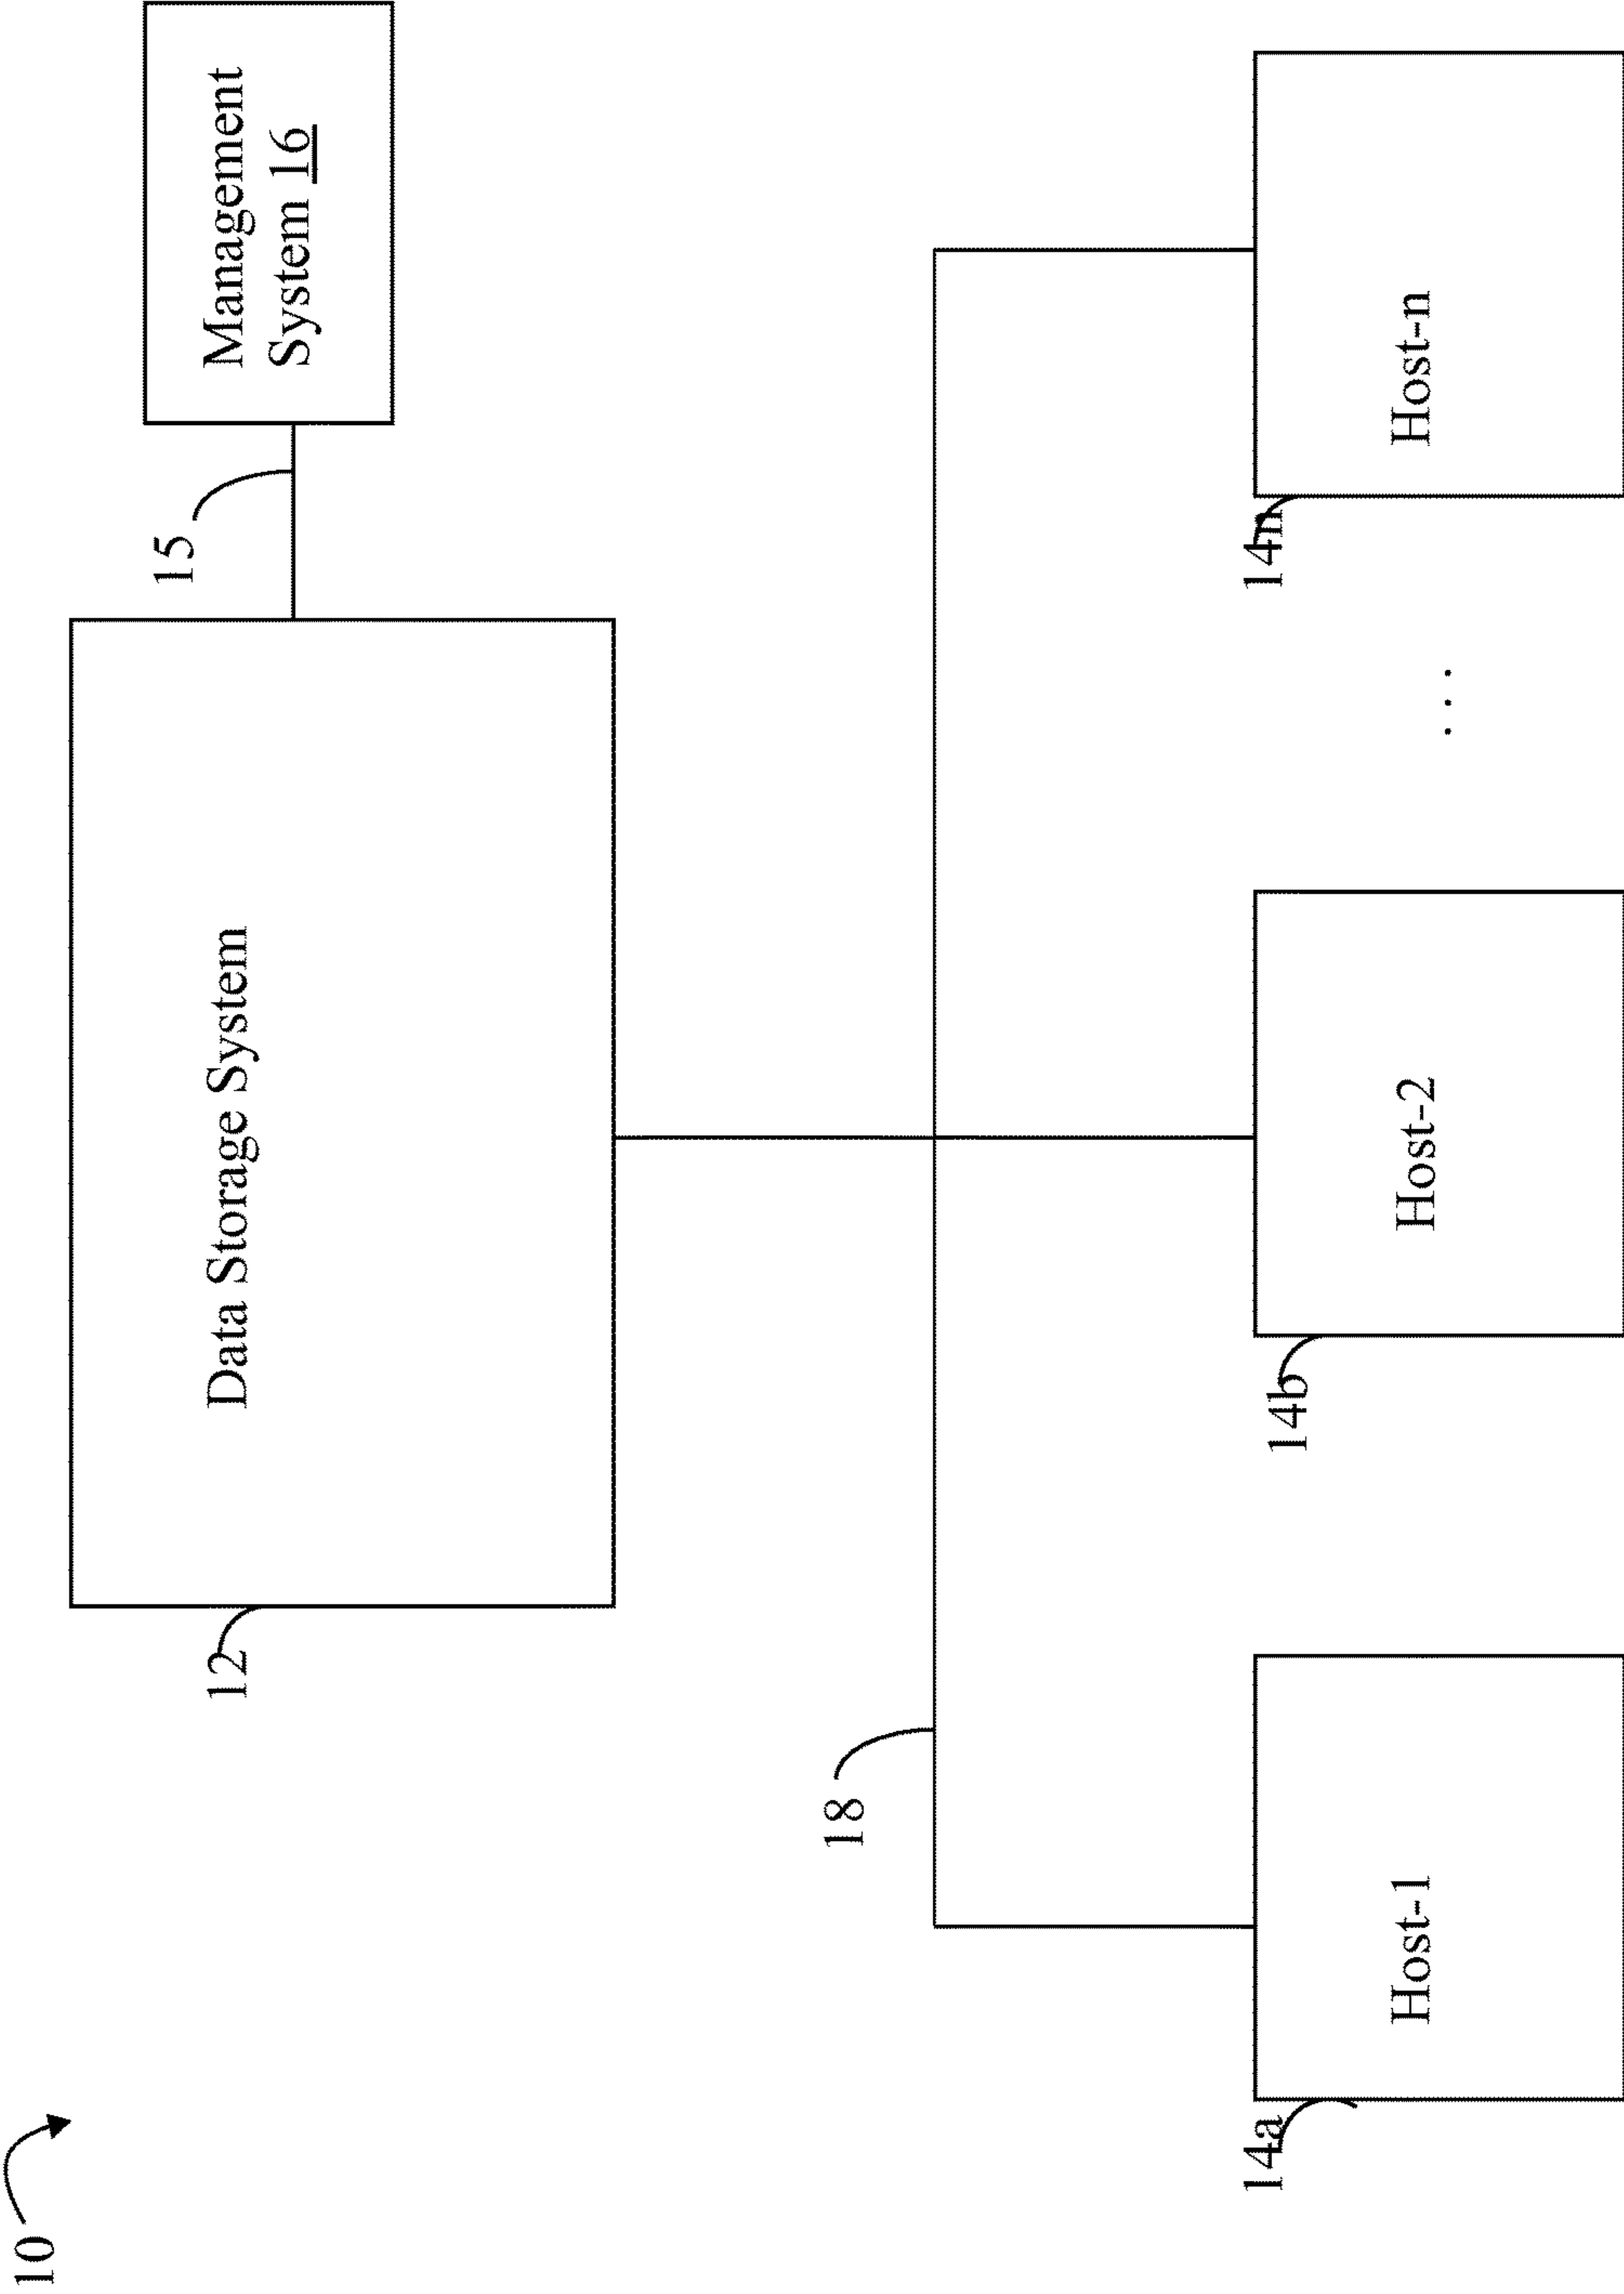 10
12
Data Storage System
15
Management
System 16
18
14a
Host-1
14b
Host-2
. . .
14n
Host-n